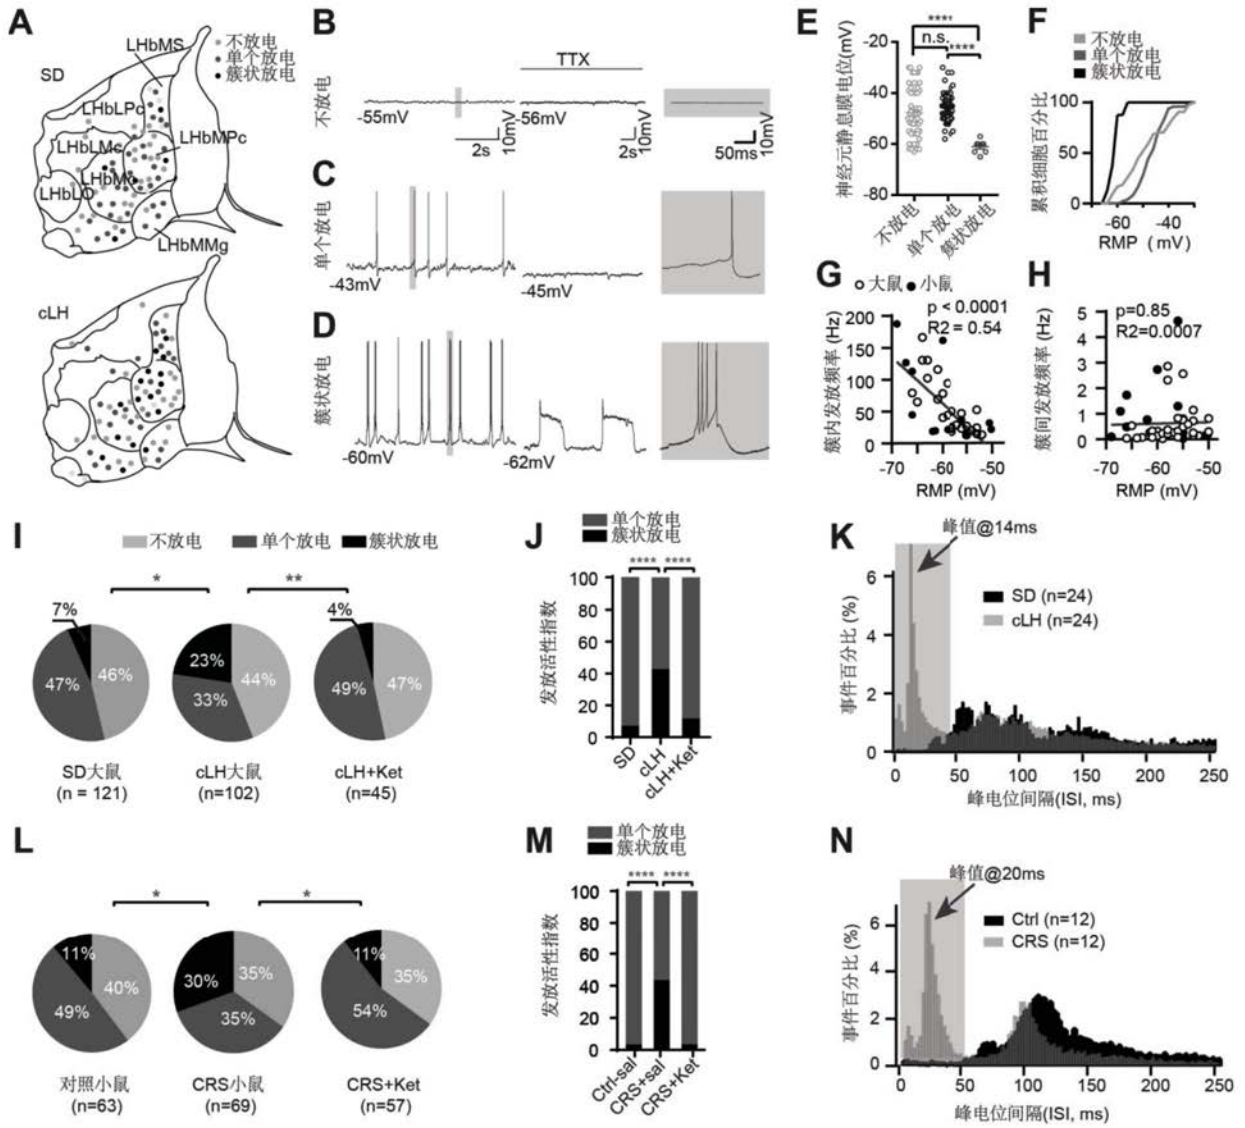 A
SD
LHbMS
不放电
单个放电
簇状放电
LHbLPc
LHbMPc
LHbLMc
LHbMc
LHbLO
LHbMMg
cLH
B
不放电
TTX
-55mV
-56mV
2s
10mV
2s
10mV
50ms
10mV
C
单个放电
-43mV
-45mV
D
簇状放电
-60mV
-62mV
E
神经元静息膜电位(mV)
-20
-40
-60
-80
****
n.s.
****
不放电
单个放电
簇状放电
F
不放电
单个放电
簇状放电
累积细胞百分比
100
50
0
-60
-40
RMP (mV)
G
大鼠
小鼠
p < 0.0001
R2 = 0.54
簇内发放频率 (Hz)
200
150
100
50
0
-70
-60
-50
RMP (mV)
H
p=0.85
R2=0.0007
簇间发放频率 (Hz)
5
4
3
2
1
0
-70
-60
-50
RMP (mV)
I
不放电
单个放电
簇状放电
*
**
7%
46%
47%
23%
44%
33%
4%
47%
49%
SD大鼠
(n = 121)
cLH大鼠
(n=102)
cLH+Ket
(n=45)
J
单个放电
簇状放电
****
****
发放活性指数
100
80
60
40
20
0
SD
cLH
cLH+Ket
K
峰值@14ms
SD (n=24)
cLH (n=24)
事件百分比 (%)
6
4
2
0
0
50
100
150
200
250
峰电位间隔(ISI, ms)
L
*
*
11%
40%
49%
30%
35%
35%
11%
35%
54%
对照小鼠
(n=63)
CRS小鼠
(n=69)
CRS+Ket
(n=57)
M
单个放电
簇状放电
****
****
发放活性指数
100
80
60
40
20
0
Ctrl-sal
CRS+sal
CRS+Ket
N
峰值@20ms
Ctrl (n=12)
CRS (n=12)
事件百分比 (%)
6
4
2
0
0
50
100
150
200
250
峰电位间隔(ISI, ms)